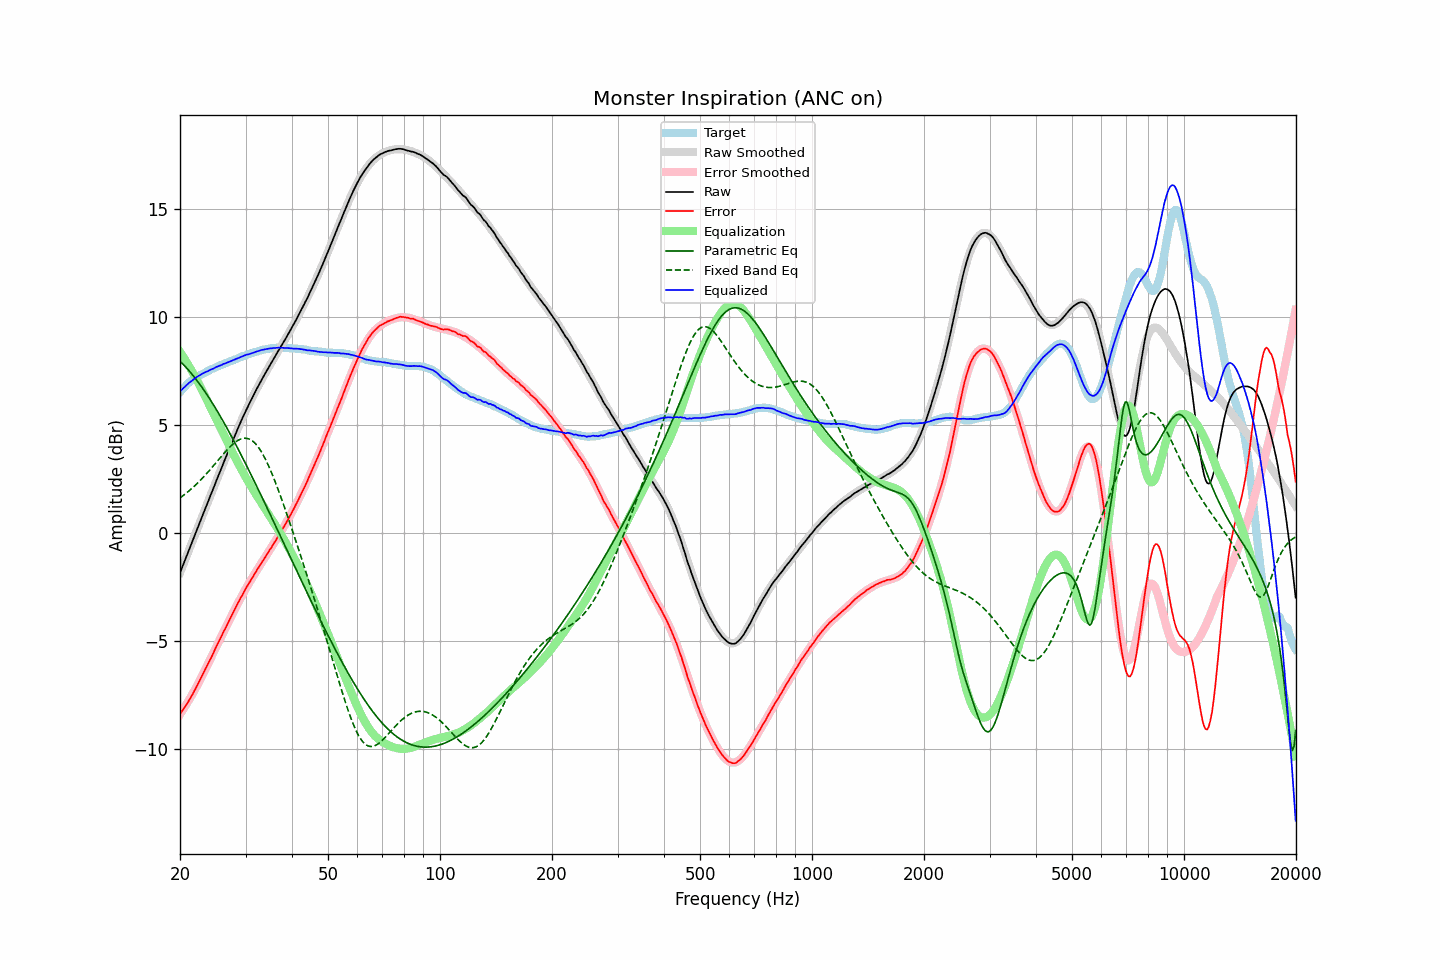 Monster Inspiration (ANC on)
Target
Raw Smoothed
Error Smoothed
Raw
Error
Equalization
Parametric Eq
Fixed Band Eq
Equalized
Amplitude (dBr)
15
10
5
0
−5
−10
20
50
100
200
500
1000
2000
5000
10000
20000
Frequency (Hz)